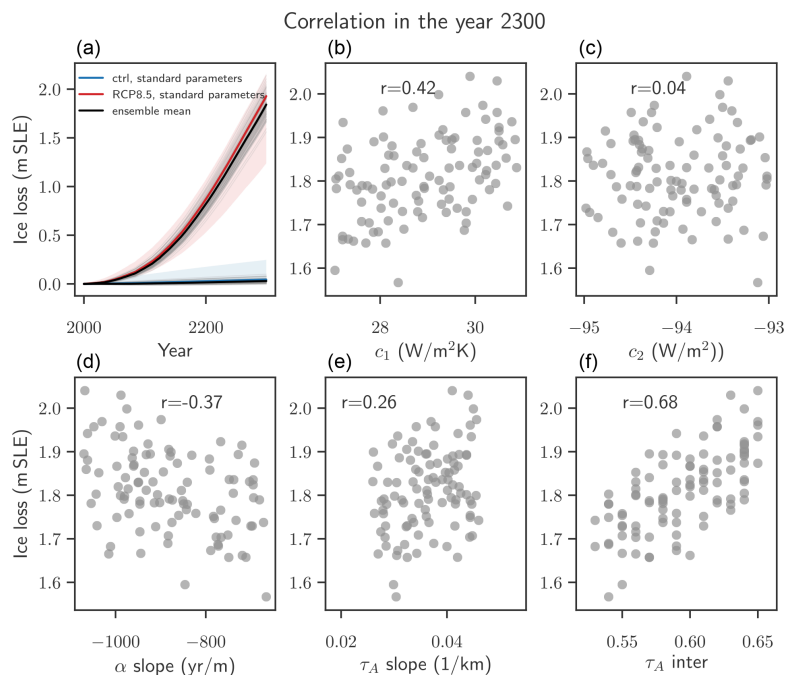 Correlation in the year 2300
(a)
(b)
(c)
ctrl, standard parameters
RCP8.5, standard parameters
ensemble mean
r=0.42
r=0.04
Ice loss (m SLE)
2.0
1.5
1.0
0.5
0.0
2.0
1.9
1.8
1.7
1.6
2.0
1.9
1.8
1.7
1.6
2000
2200
28
30
−95
−94
−93
Year
c₁ (W/m²K)
c₂ (W/m²))
(d)
(e)
(f)
r=-0.37
r=0.26
r=0.68
Ice loss (m SLE)
2.0
1.9
1.8
1.7
1.6
2.0
1.9
1.8
1.7
1.6
2.0
1.9
1.8
1.7
1.6
−1000
−800
0.02
0.04
0.55
0.60
0.65
α slope (yr/m)
τ_A slope (1/km)
τ_A inter